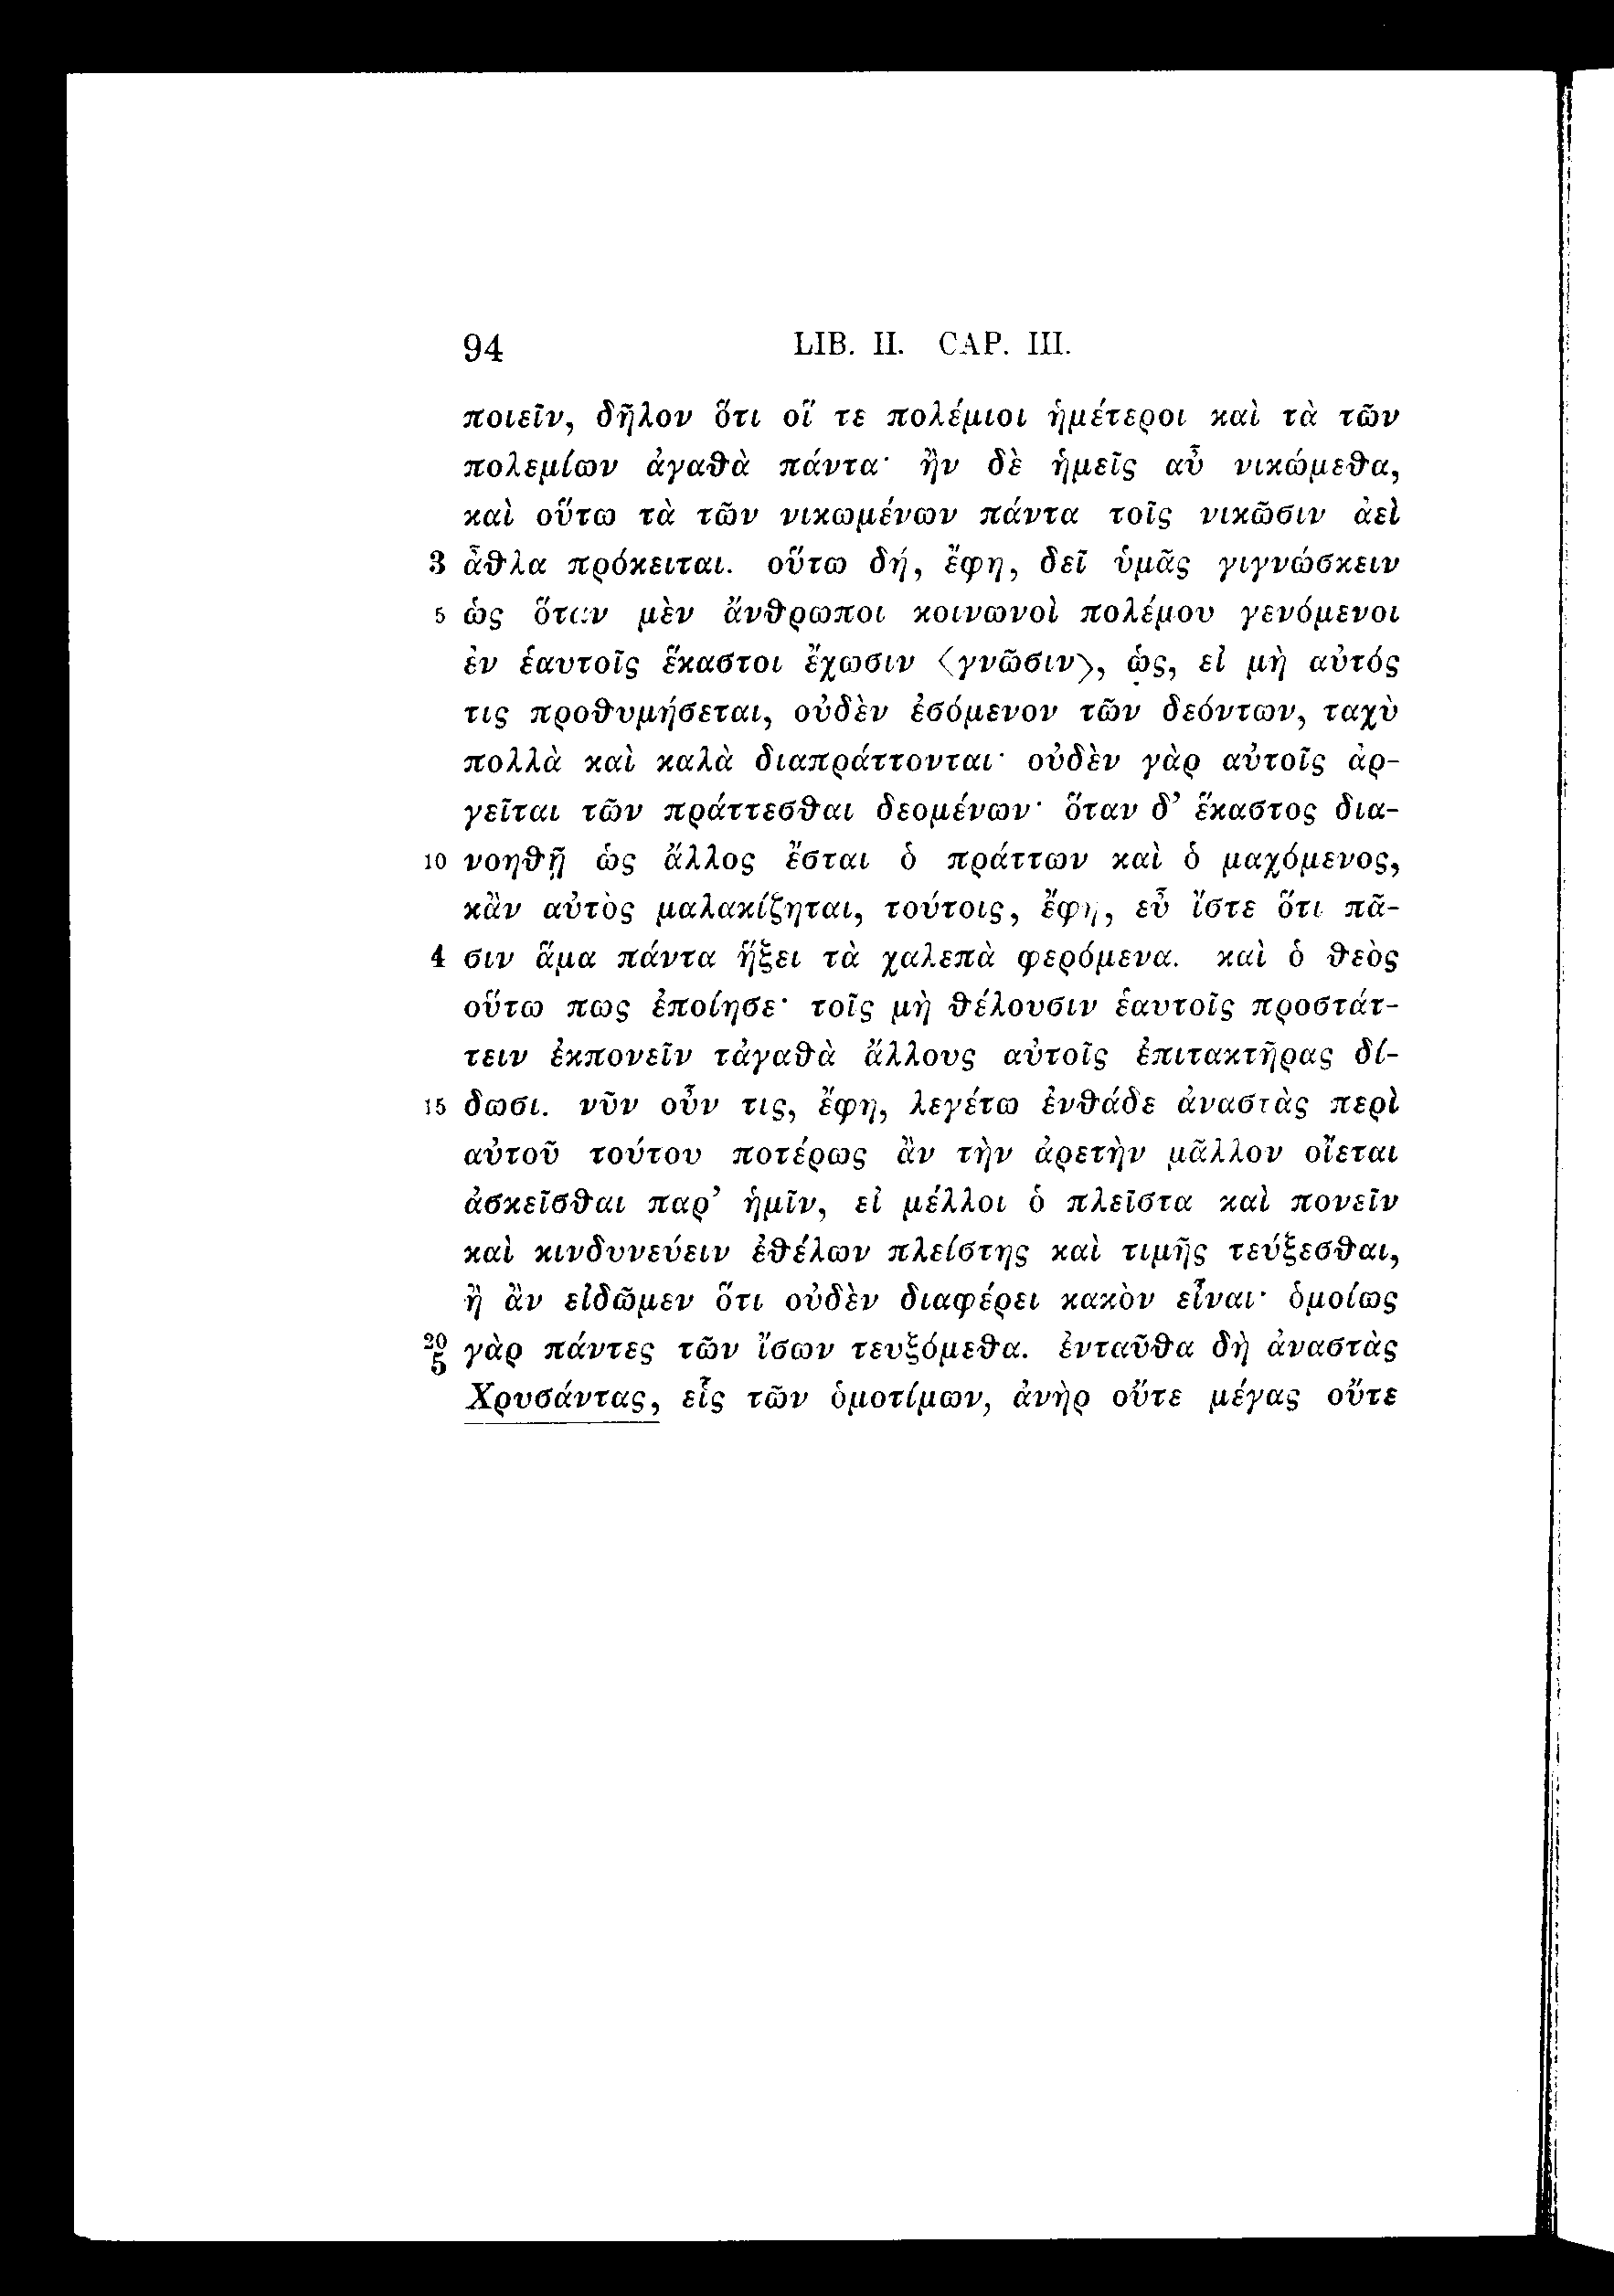 94 LIB. II. CAP. III.
ποιεῖν, δῆλον ὅτι οἵ τε πολέμιοι ἡμέτεροι καὶ τὰ τῶν
πολεμίων ἀγαθὰ πάντα· ἢν δὲ ἡμεῖς αὖ νικώμεθα,
καὶ οὕτω τὰ τῶν νικωμένων πάντα τοῖς νικῶσιν ἀεὶ
3 ἆθλα πρόκειται. οὕτω δή, ἔφη, δεῖ ὑμᾶς γιγνώσκειν
5 ὡς ὅταν μὲν ἄνθρωποι κοινωνοὶ πολέμου γενόμενοι
ἐν ἑαυτοῖς ἕκαστοι ἔχωσιν ⟨γνῶσιν⟩, ὡς, εἰ μὴ αὐτός
τις προθυμήσεται, οὐδὲν ἐσόμενον τῶν δεόντων, ταχὺ
πολλὰ καὶ καλὰ διαπράττονται· οὐδὲν γὰρ αὐτοῖς ἀρ-
γεῖται τῶν πράττεσθαι δεομένων· ὅταν δ’ ἕκαστος δια-
10 νοηθῇ ὡς ἄλλος ἔσται ὁ πράττων καὶ ὁ μαχόμενος,
κἂν αὐτὸς μαλακίζηται, τούτοις, ἔφη, εὖ ἴστε ὅτι πᾶ-
4 σιν ἅμα πάντα ἥξει τὰ χαλεπὰ φερόμενα. καὶ ὁ θεὸς
οὕτω πως ἐποίησε· τοῖς μὴ θέλουσιν ἑαυτοῖς προστάτ-
τειν ἐκπονεῖν τἀγαθὰ ἄλλους αὐτοῖς ἐπιτακτῆρας δί-
15 δωσι. νῦν οὖν τις, ἔφη, λεγέτω ἐνθάδε ἀναστὰς περὶ
αὐτοῦ τούτου ποτέρως ἂν τὴν ἀρετὴν μᾶλλον οἴεται
ἀσκεῖσθαι παρ’ ἡμῖν, εἰ μέλλοι ὁ πλεῖστα καὶ πονεῖν
καὶ κινδυνεύειν ἐθέλων πλείστης καὶ τιμῆς τεύξεσθαι,
ἢ ἂν εἰδῶμεν ὅτι οὐδὲν διαφέρει κακὸν εἶναι· ὁμοίως
20 5 γὰρ πάντες τῶν ἴσων τευξόμεθα. ἐνταῦθα δὴ ἀναστὰς
Χρυσάντας, εἷς τῶν ὁμοτίμων, ἀνὴρ οὔτε μέγας οὔτε